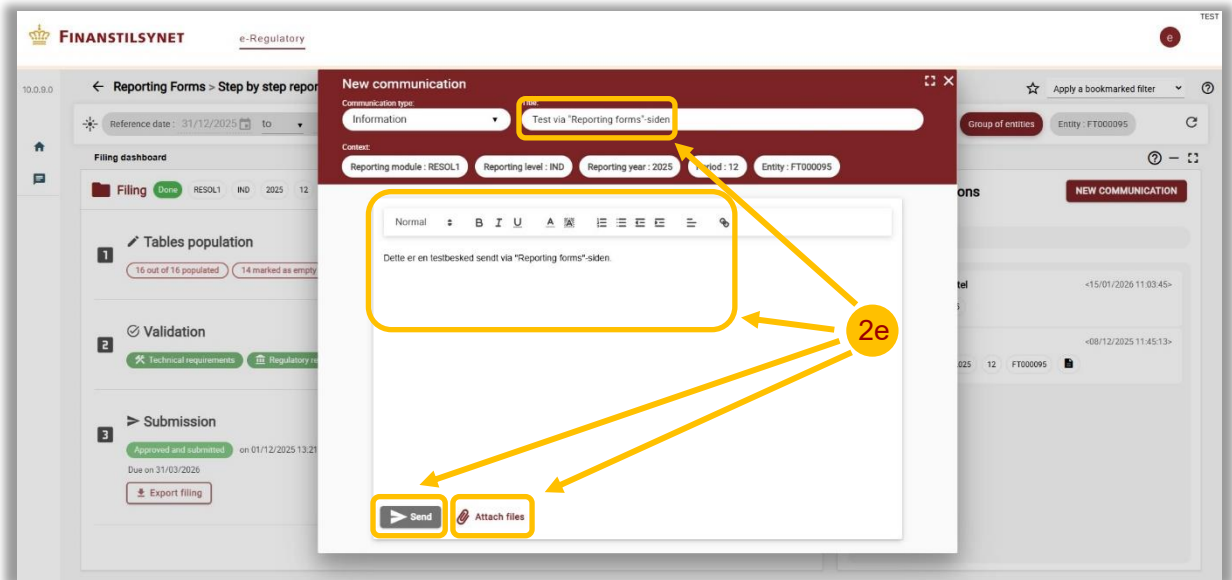 TEST
FINANSTILSYNET
e-Regulatory
e
10.0.9.0
Reporting Forms > Step by step repor
Apply a bookmarked filter
Reference date: 31/12/2025 to
Group of entities
Entity: FT000095
Filing dashboard
Filing Done RESOL1 IND 2025 12
1
Tables population
16 out of 16 populated 14 marked as empty
2
Validation
Technical requirements Regulatory re
3
Submission
Approved and submitted on 01/12/2025 13:21
Due on 31/03/2026
Export filing
New communication
Communication type:
Information
Title:
Test via "Reporting forms"-siden
Context:
Reporting module : RESOL1 Reporting level : IND Reporting year : 2025 Period : 12 Entity : FT000095
Normal B I U A
Dette er en testbesked sendt via "Reporting forms"-siden.
2e
Send
Attach files
ons
NEW COMMUNICATION
tel
<15/01/2026 11:03:45>
<08/12/2025 11:45:13>
025 12 FT000095